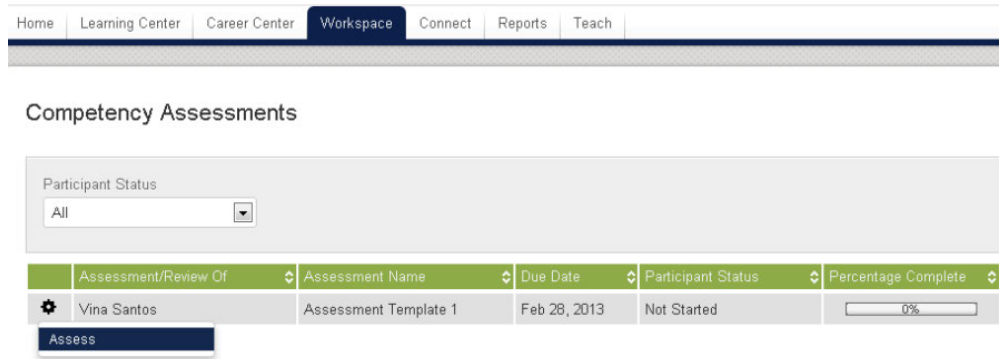 Home Learning Center Career Center Workspace Connect Reports Teach
Competency Assessments
Participant Status
All
Assessment/Review Of Assessment Name Due Date Participant Status Percentage Complete
Vina Santos Assessment Template 1 Feb 28, 2013 Not Started 0%
Assess